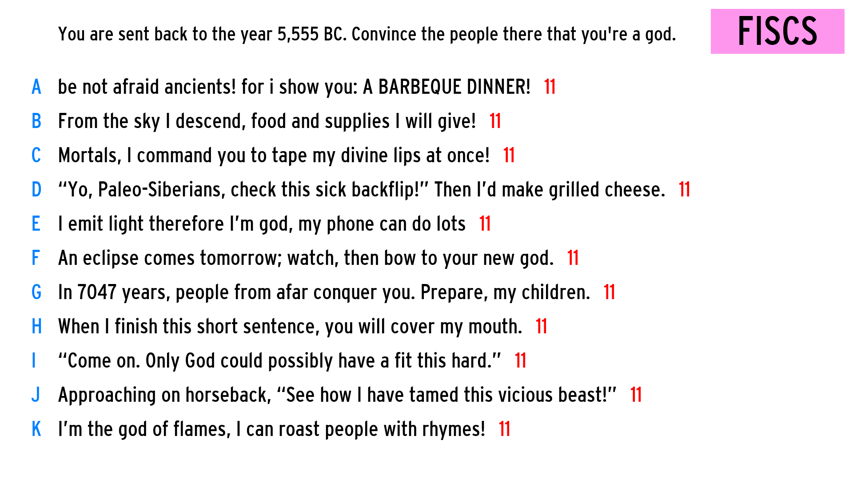 You are sent back to the year 5,555 BC. Convince the people there that you're a god.
FISCS
A be not afraid ancients! for i show you: A BARBEQUE DINNER! 11
B From the sky I descend, food and supplies I will give! 11
C Mortals, I command you to tape my divine lips at once! 11
D “Yo, Paleo-Siberians, check this sick backflip!” Then I’d make grilled cheese. 11
E I emit light therefore I’m god, my phone can do lots 11
F An eclipse comes tomorrow; watch, then bow to your new god. 11
G In 7047 years, people from afar conquer you. Prepare, my children. 11
H When I finish this short sentence, you will cover my mouth. 11
I “Come on. Only God could possibly have a fit this hard.” 11
J Approaching on horseback, “See how I have tamed this vicious beast!” 11
K I’m the god of flames, I can roast people with rhymes! 11